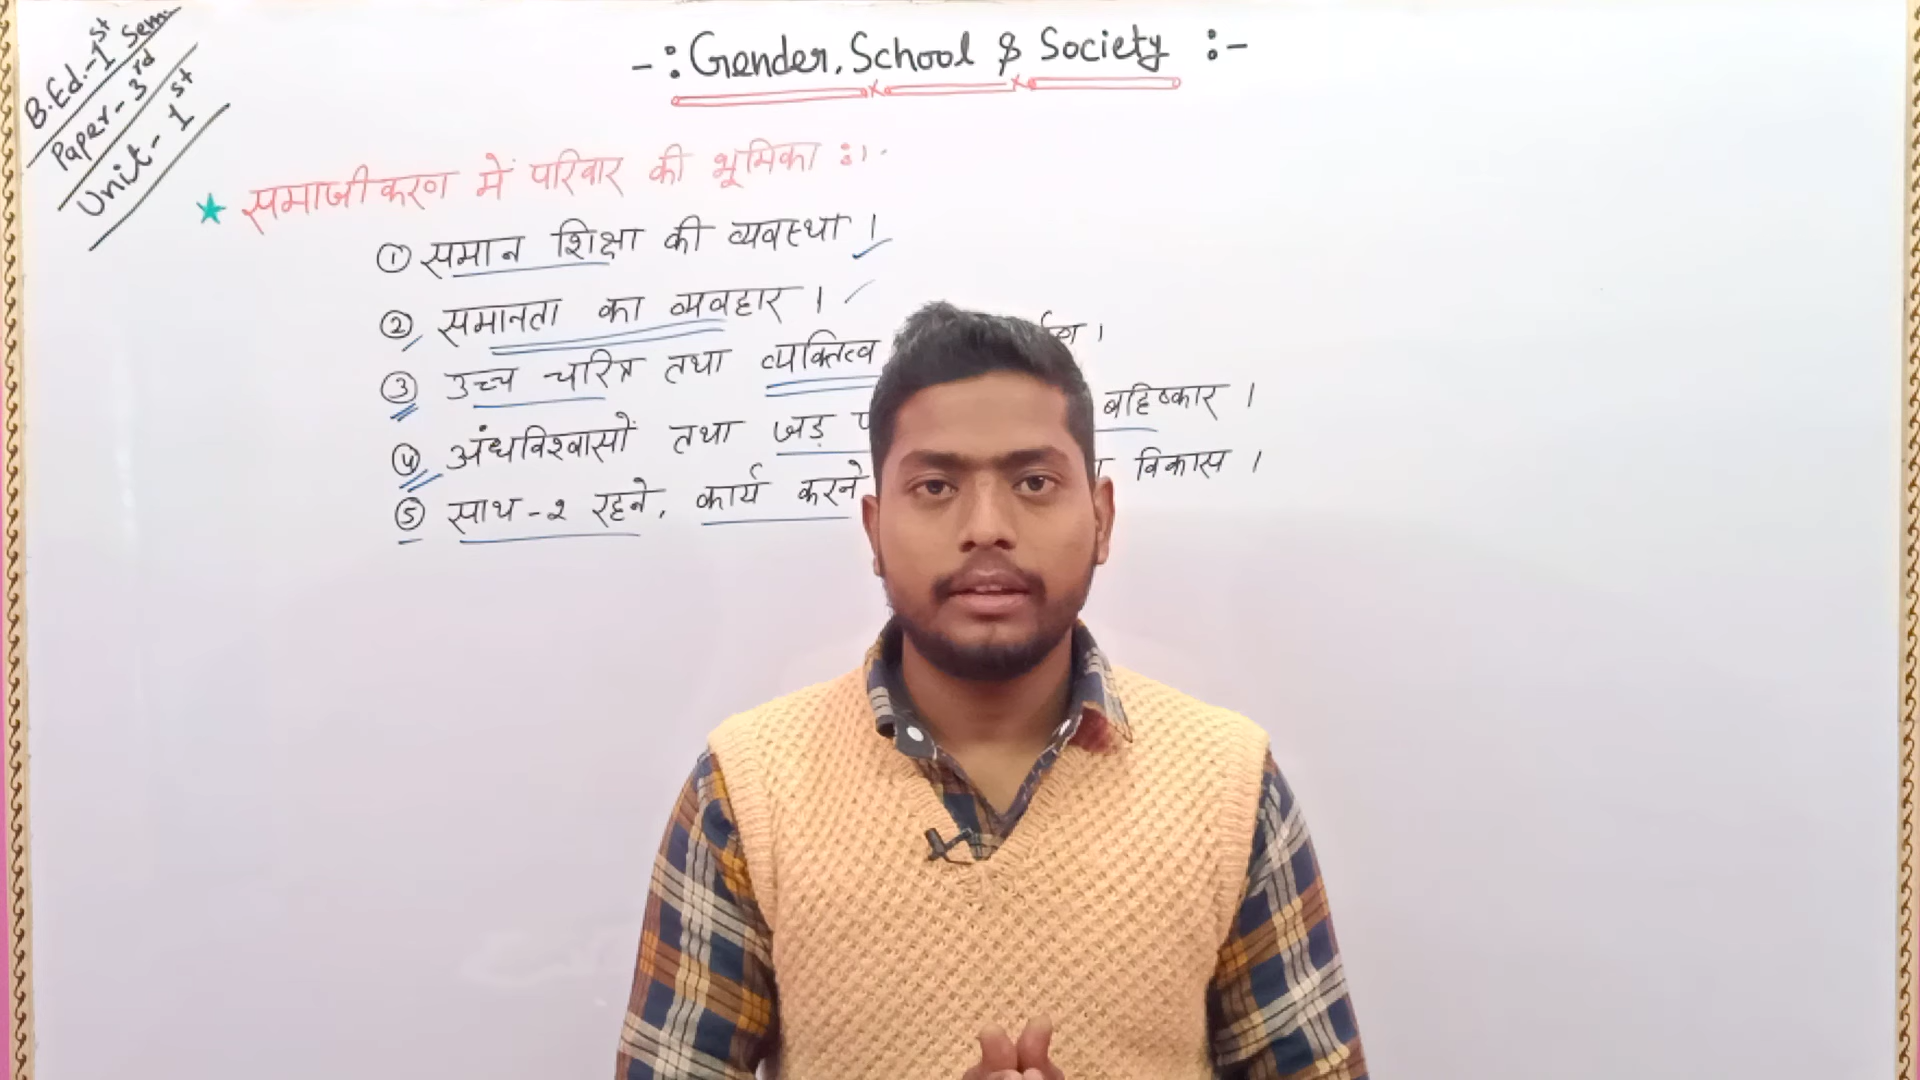 B.Ed.-1st Sem.
Paper-3rd
Unit-1st
-: Gender, School & Society :-
★ समाजीकरण में परिवार की भूमिका :-
① समान शिक्षा की व्यवस्था ।
② समानता का व्यवहार ।
③ उच्च चरित्र तथा व्यक्तित्व
④ अंधविश्वासों तथा जड़ बहिष्कार ।
⑤ साथ-2 रहने, कार्य करने विकास ।